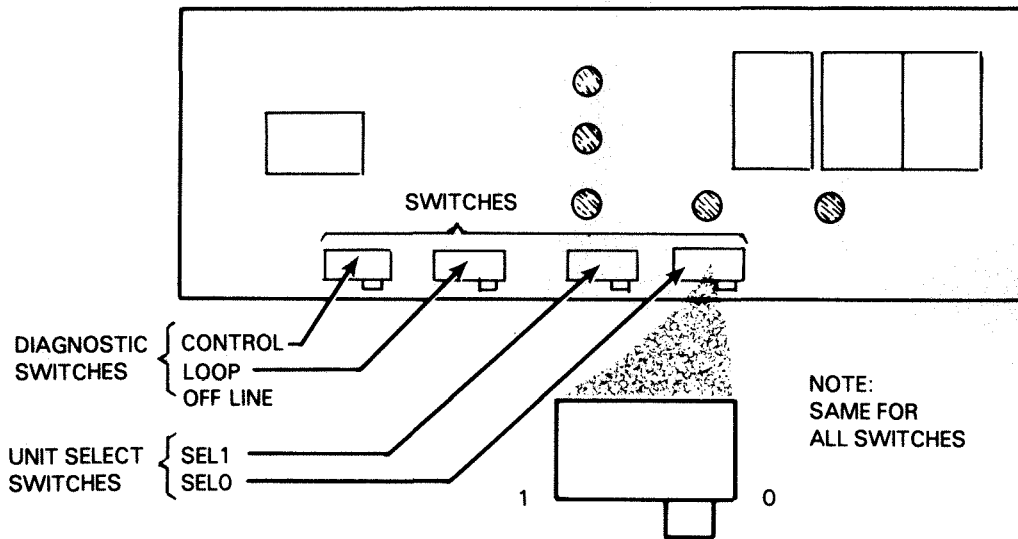 SWITCHES
DIAGNOSTIC
SWITCHES
CONTROL
LOOP
OFF LINE
UNIT SELECT
SWITCHES
SEL1
SEL0
1
0
NOTE:
SAME FOR
ALL SWITCHES